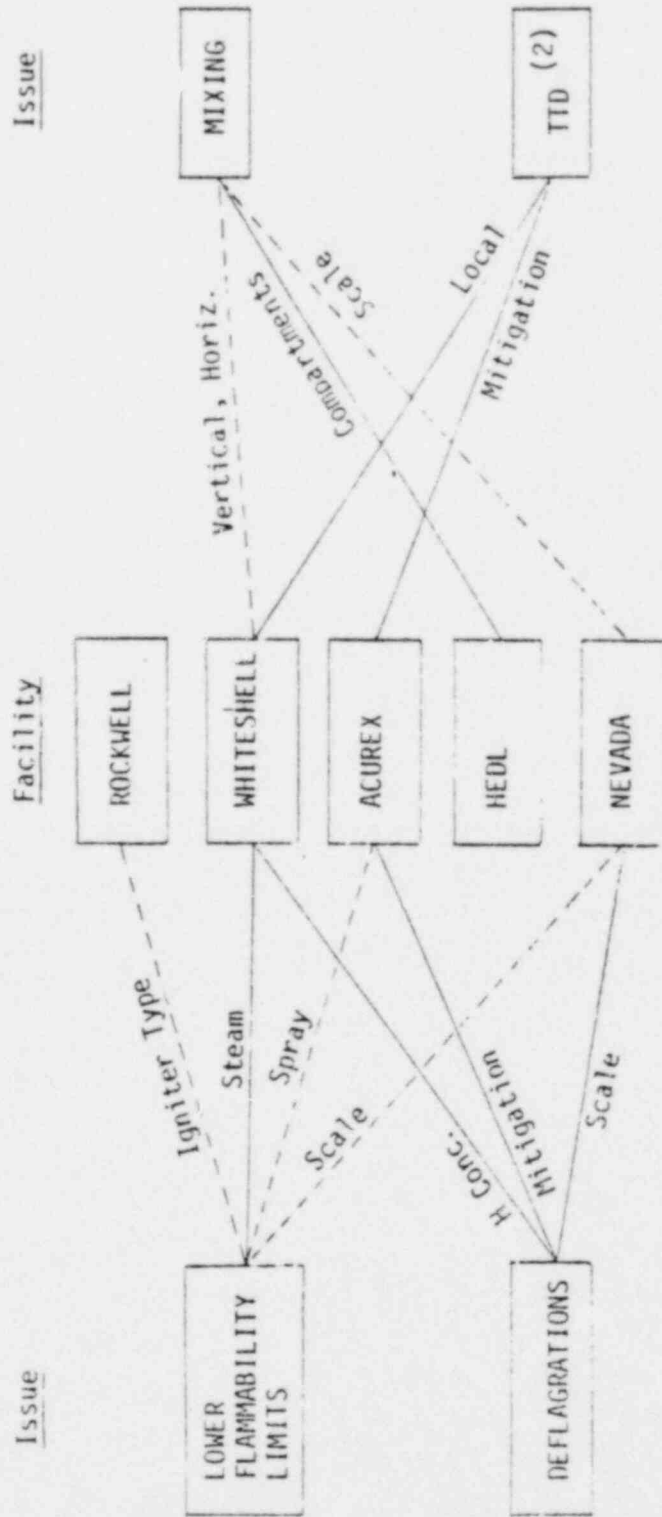 Issue
Facility
Issue
LOWER
FLAMMABILITY
LIMITS
DEFLAGRATIONS
Igniter Type
Steam
Spray
Scale
H Conc.
Mitigation
Scale
ROCKWELL
WHITESHELL
ACUREX
HEDL
NEVADA
Vertical, Horiz.
Compartments
Scale
Local
Mitigation
MIXING
TTD (2)